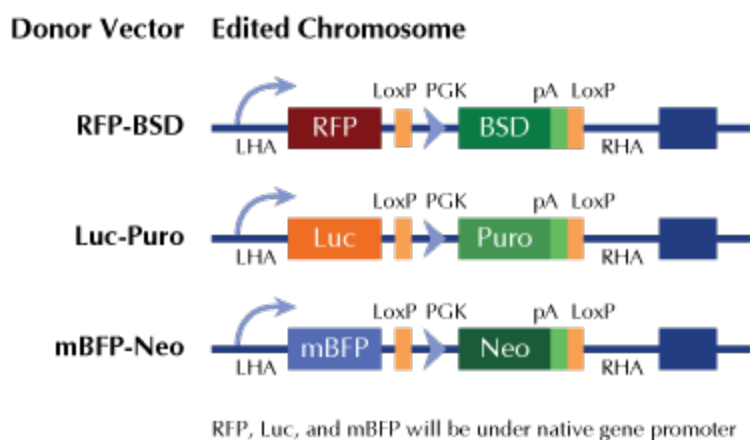 Donor Vector Edited Chromosome
LoxP PGK pA LoxP
RFP-BSD RFP BSD
LHA RHA
LoxP PGK pA LoxP
Luc-Puro Luc Puro
LHA RHA
LoxP PGK pA LoxP
mBFP-Neo mBFP Neo
LHA RHA
RFP, Luc, and mBFP will be under native gene promoter